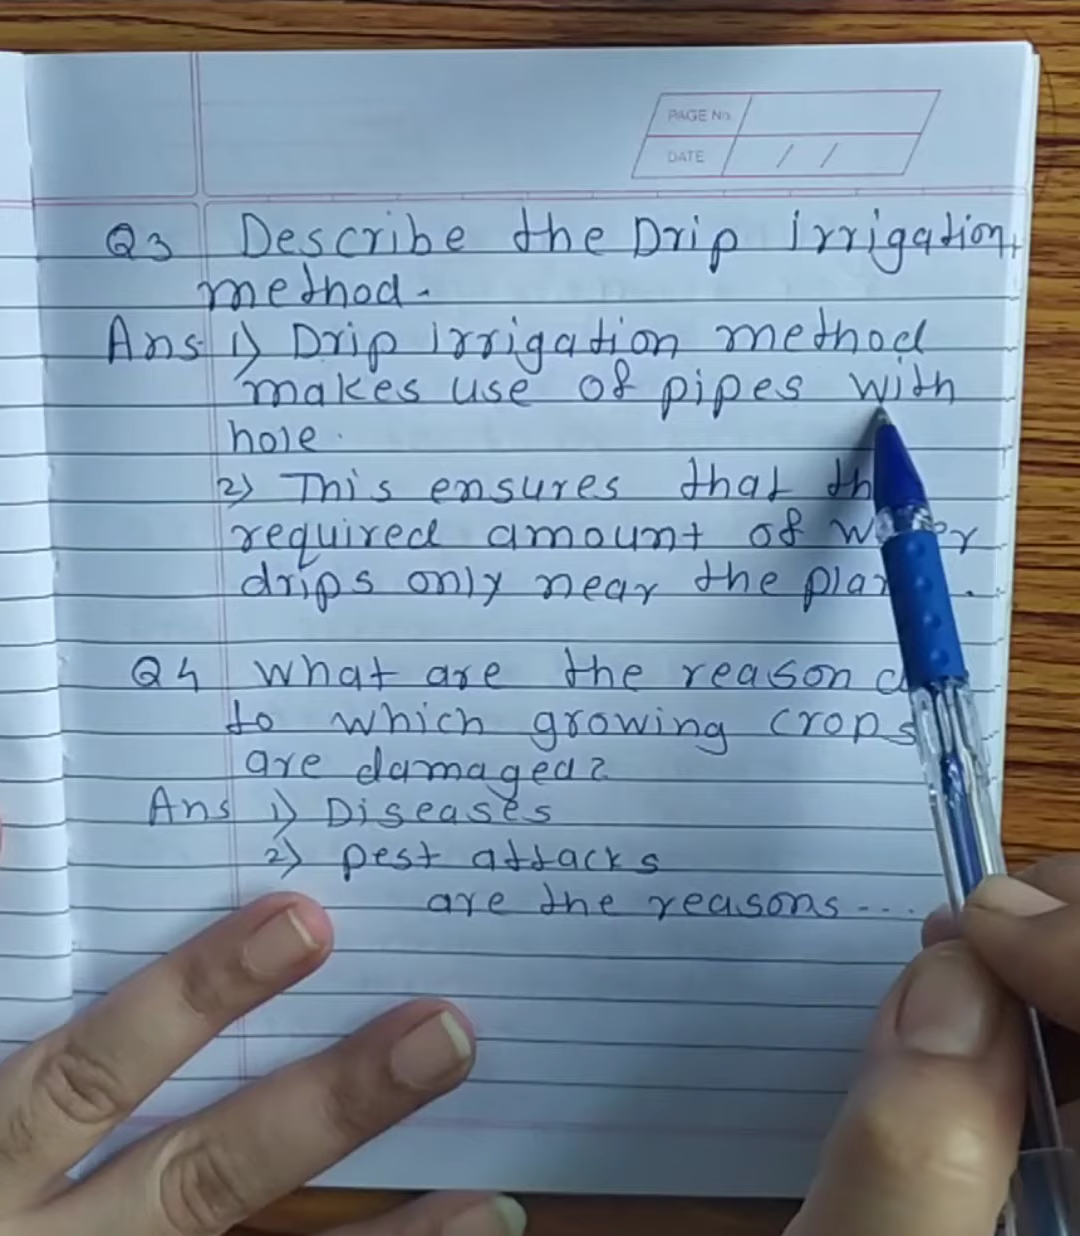 PAGE No.
DATE / /
Q3 Describe the Drip irrigation
method.
Ans 1) Drip irrigation method
makes use of pipes with
hole.
2) This ensures that
required amount of
drips only near the
Q4 What are the reason
to which growing crops
are damaged?
Ans 1) Diseases
2) pest attacks
are the reasons...